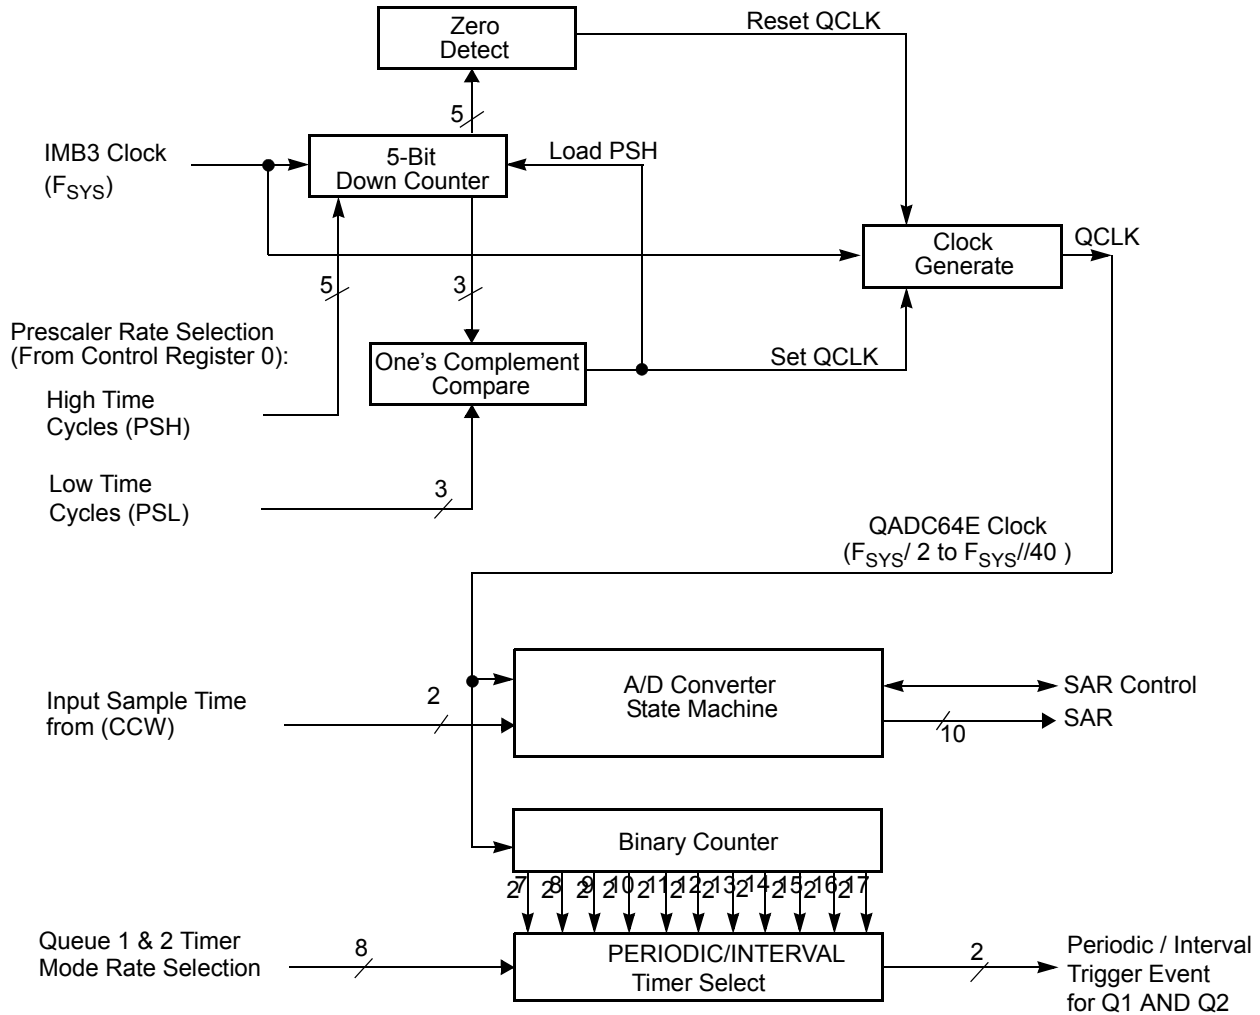 Zero
Detect
Reset QCLK
5
IMB3 Clock
(FSYS)
5-Bit
Down Counter
Load PSH
Clock
Generate
QCLK
5
3
Prescaler Rate Selection
(From Control Register 0):
One's Complement
Compare
Set QCLK
High Time
Cycles (PSH)
Low Time
Cycles (PSL)
3
QADC64E Clock
(FSYS/ 2 to FSYS//40 )
Input Sample Time
from (CCW)
2
A/D Converter
State Machine
SAR Control
SAR
10
Binary Counter
27 28 29 210 211 212 213 214 215 216 217
Queue 1 & 2 Timer
Mode Rate Selection
8
PERIODIC/INTERVAL
Timer Select
2
Periodic / Interval
Trigger Event
for Q1 AND Q2